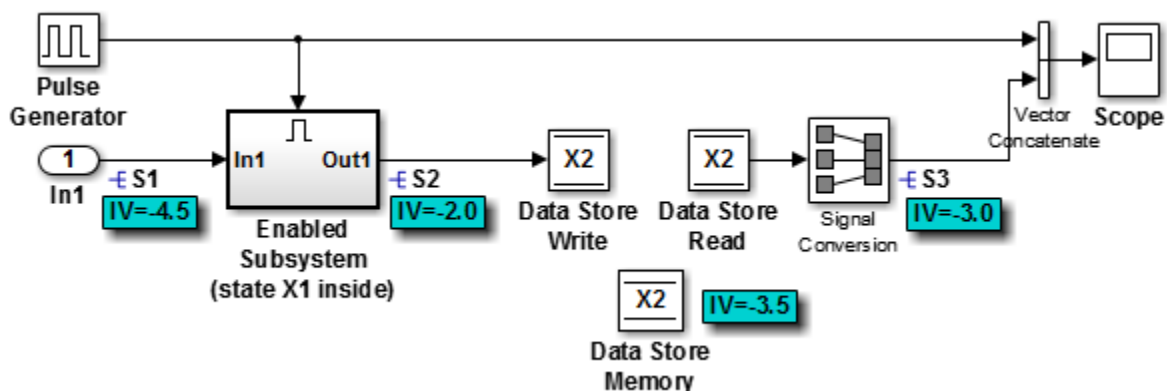 Pulse
Generator
1
In1
S1
IV=-4.5
In1
Out1
Enabled
Subsystem
(state X1 inside)
S2
IV=-2.0
X2
Data Store
Write
X2
Data Store
Read
Signal
Conversion
S3
IV=-3.0
Vector
Concatenate
Scope
X2
IV=-3.5
Data Store
Memory